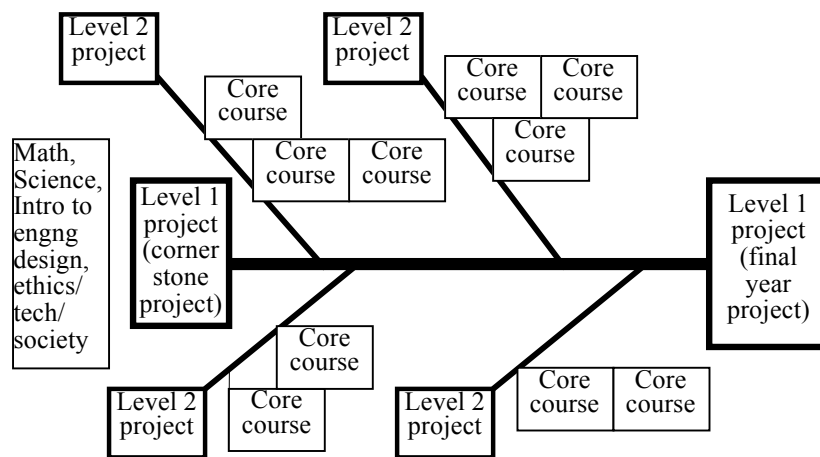 Level 2
project
Level 2
project
Core
course
Core
course
Core
course
Core
course
Core
course
Core
course
Math,
Science,
Intro to
engng
design,
ethics/
tech/
society
Level 1
project
(corner
stone
project)
Level 1
project
(final
year
project)
Core
course
Core
course
Level 2
project
Level 2
project
Core
course
Core
course